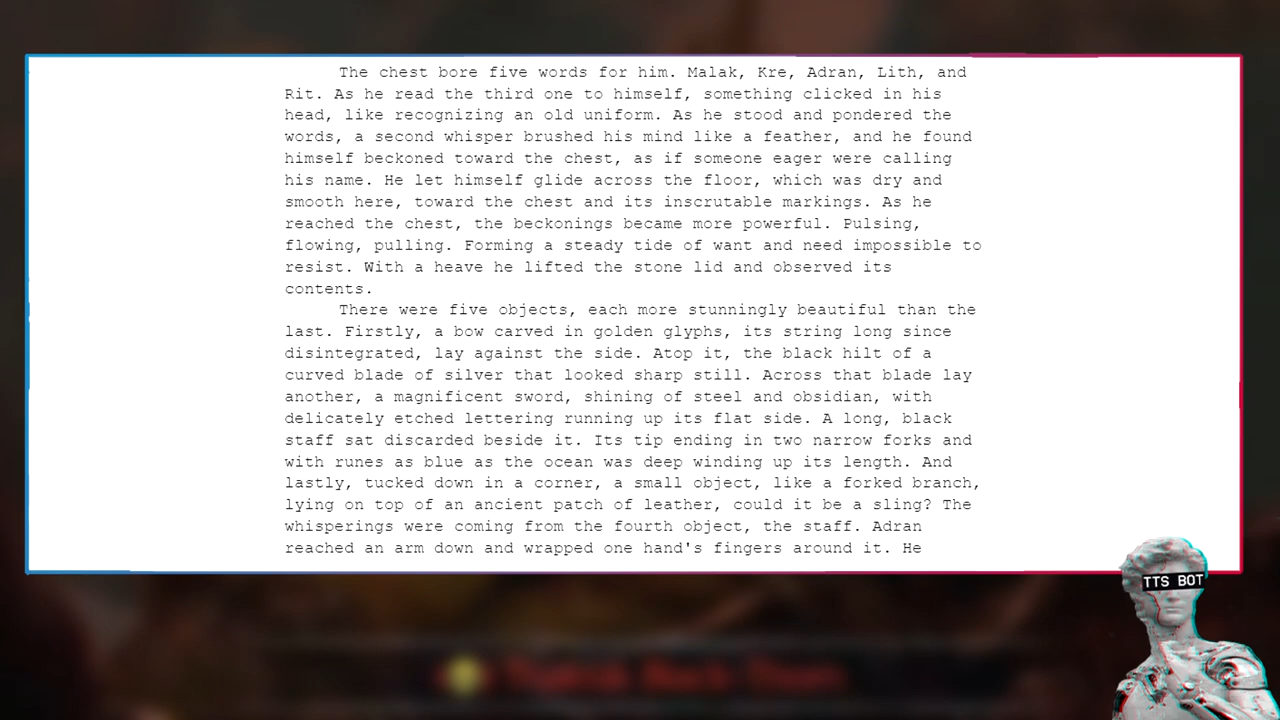 The chest bore five words for him. Malak, Kre, Adran, Lith, and
Rit. As he read the third one to himself, something clicked in his
head, like recognizing an old uniform. As he stood and pondered the
words, a second whisper brushed his mind like a feather, and he found
himself beckoned toward the chest, as if someone eager were calling
his name. He let himself glide across the floor, which was dry and
smooth here, toward the chest and its inscrutable markings. As he
reached the chest, the beckonings became more powerful. Pulsing,
flowing, pulling. Forming a steady tide of want and need impossible to
resist. With a heave he lifted the stone lid and observed its
contents.
There were five objects, each more stunningly beautiful than the
last. Firstly, a bow carved in golden glyphs, its string long since
disintegrated, lay against the side. Atop it, the black hilt of a
curved blade of silver that looked sharp still. Across that blade lay
another, a magnificent sword, shining of steel and obsidian, with
delicately etched lettering running up its flat side. A long, black
staff sat discarded beside it. Its tip ending in two narrow forks and
with runes as blue as the ocean was deep winding up its length. And
lastly, tucked down in a corner, a small object, like a forked branch,
lying on top of an ancient patch of leather, could it be a sling? The
whisperings were coming from the fourth object, the staff. Adran
reached an arm down and wrapped one hand's fingers around it. He
TTS BOT